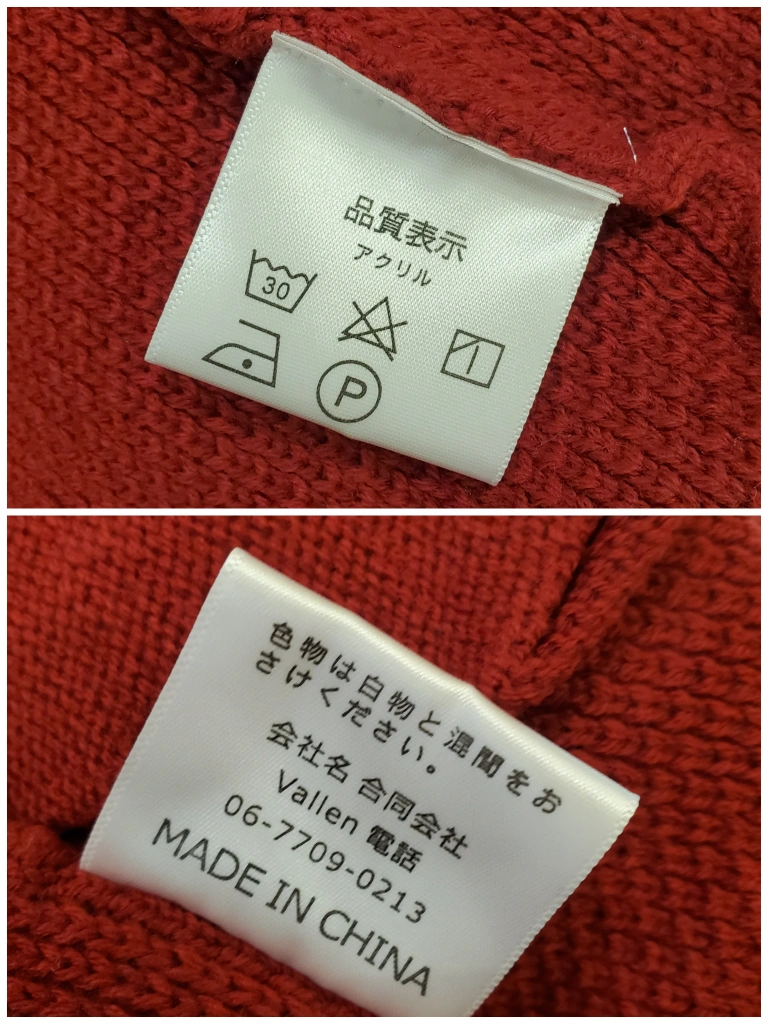 品質表示
アクリル
30
P
色物は白物と混閣をお
さけください。
会社名 合同会社
Vallen 電話
06-7709-0213
MADE IN CHINA